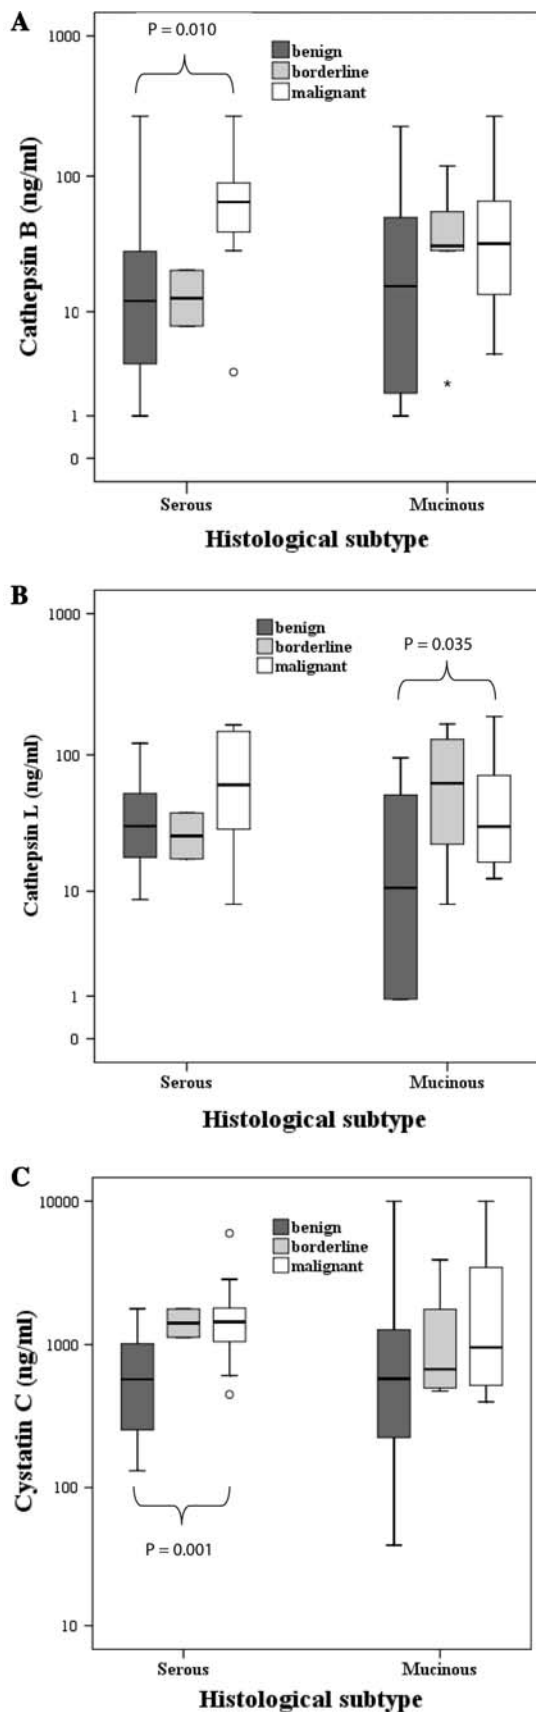 A
P = 0.010
benign
borderline
malignant
Cathepsin B (ng/ml)
1000
100
10
1
0
Serous
Mucinous
Histological subtype
B
benign
borderline
malignant
P = 0.035
Cathepsin L (ng/ml)
1000
100
10
1
0
Serous
Mucinous
Histological subtype
C
benign
borderline
malignant
Cystatin C (ng/ml)
10000
1000
100
10
P = 0.001
Serous
Mucinous
Histological subtype